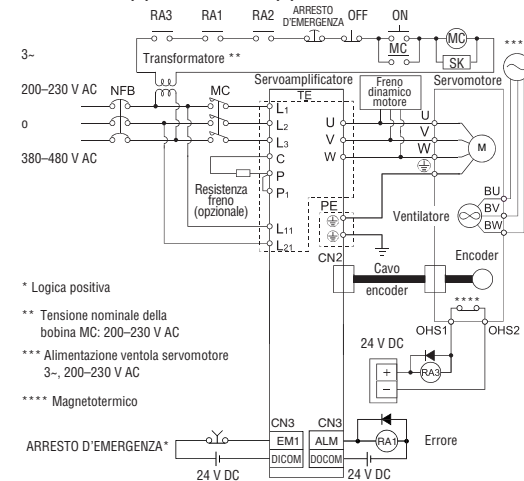 RA3 RA1 RA2 ARRESTO D'EMERGENZA OFF ON
MC
MC
SK
***
3~
Transformatore **
200–230 V AC
o
380–480 V AC
NFB
MC
Servoamplificatore
TE
Freno
dinamico
motore
Servomotore
L1
L2
L3
C
P
P1
L11
L21
U
V
W
U
V
W
M
Resistenza
freno
(opzionale)
PE
CN2
Ventilatore
BU
BV
BW
Cavo
encoder
Encoder
****
OHS1
OHS2
24 V DC
+
–
RA3
* Logica positiva
** Tensione nominale della
bobina MC: 200–230 V AC
*** Alimentazione ventola servomotore
3~, 200–230 V AC
**** Magnetotermico
CN3
CN3
ARRESTO D'EMERGENZA*
EM1
ALM
RA1
Errore
DICOM
DOCOM
24 V DC
24 V DC